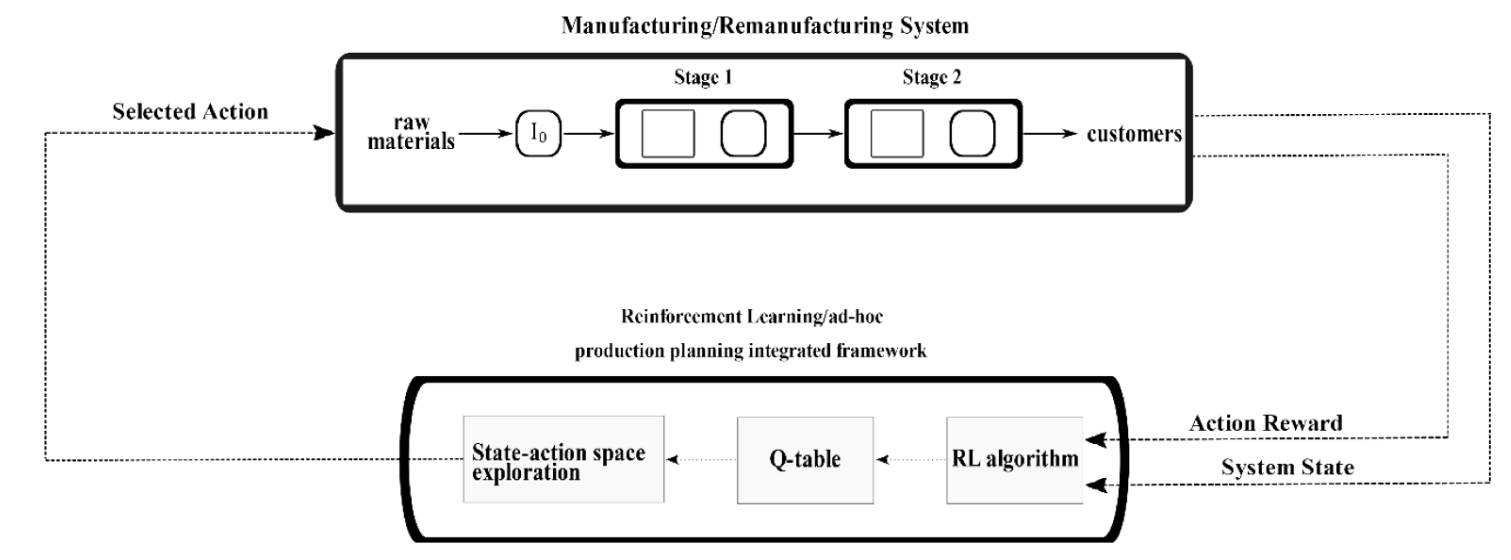 Manufacturing/Remanufacturing System
Stage 1
Stage 2
Selected Action
raw
materials
I0
customers
Reinforcement Learning/ad-hoc
production planning integrated framework
State-action space
exploration
Q-table
RL algorithm
Action Reward
System State